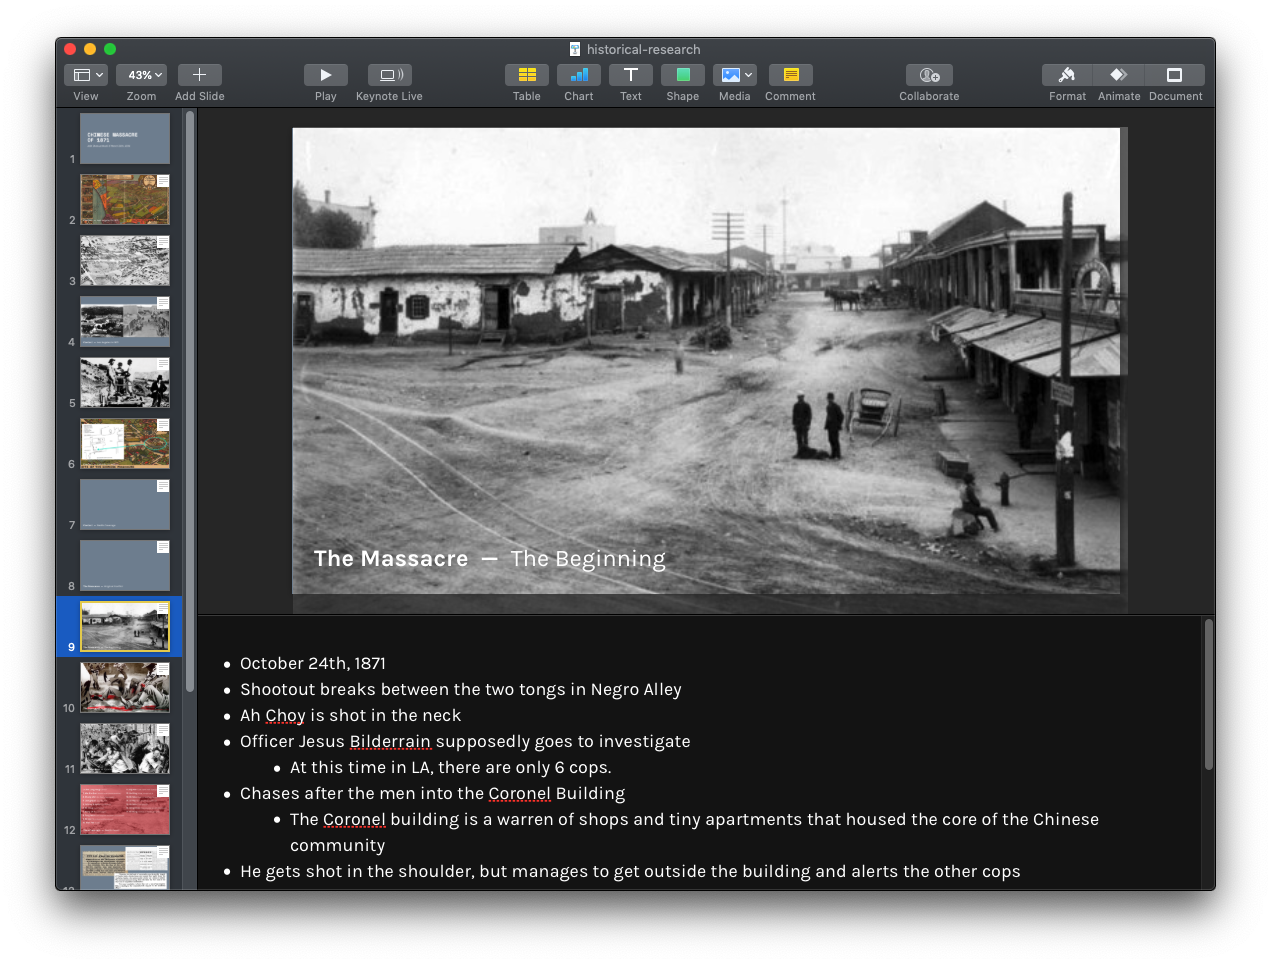 historical-research
43%
View
Zoom
Add Slide
Play
Keynote Live
Table
Chart
Text
Shape
Media
Comment
Collaborate
Format
Animate
Document
CHINESE MASSACRE
OF 1871
1
2
3
4
5
6
7
8
9
10
11
12
The Massacre — The Beginning
• October 24th, 1871
• Shootout breaks between the two tongs in Negro Alley
• Ah Choy is shot in the neck
• Officer Jesus Bilderrain supposedly goes to investigate
• At this time in LA, there are only 6 cops.
• Chases after the men into the Coronel Building
• The Coronel building is a warren of shops and tiny apartments that housed the core of the Chinese
community
• He gets shot in the shoulder, but manages to get outside the building and alerts the other cops